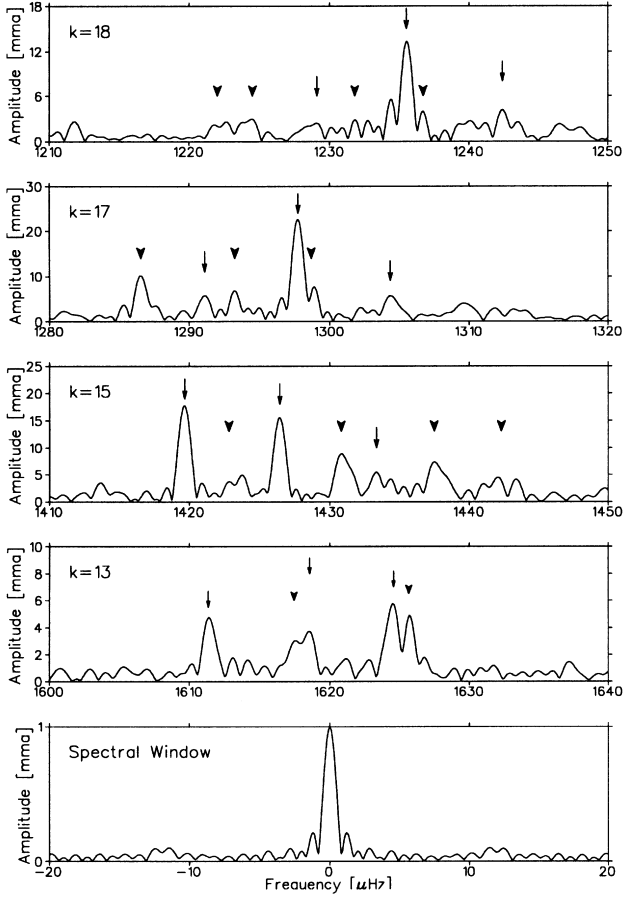 18
k=18
12
6
0
Amplitude [mma]
1210 1220 1230 1240 1250
30
k=17
20
10
0
Amplitude [mma]
1280 1290 1300 1310 1320
25
k=15
20
15
10
5
0
Amplitude [mma]
1410 1420 1430 1440 1450
10
k=13
8
6
4
2
0
Amplitude [mma]
1600 1610 1620 1630 1640
1
Spectral Window
0
Amplitude [mma]
−20 −10 0 10 20
Frequency [μHz]